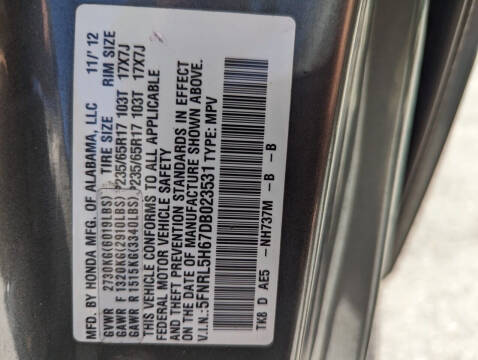 MFD. BY HONDA MFG. OF ALABAMA, LLC 11/'12
TIRE SIZE RIM SIZE
GVWR 2730KG(6019LBS)
GAWR F 1320KG(2910LBS) P235/65R17 103T 17X7J
GAWR R 1515KG(3340LBS) P235/65R17 103T 17X7J
THIS VEHICLE CONFORMS TO ALL APPLICABLE
FEDERAL MOTOR VEHICLE SAFETY
AND THEFT PREVENTION STANDARDS IN EFFECT
ON THE DATE OF MANUFACTURE SHOWN ABOVE.
V.I.N.:5FNRL5H67DB023531 TYPE: MPV
TK8 D AE5 -NH737M -B -B